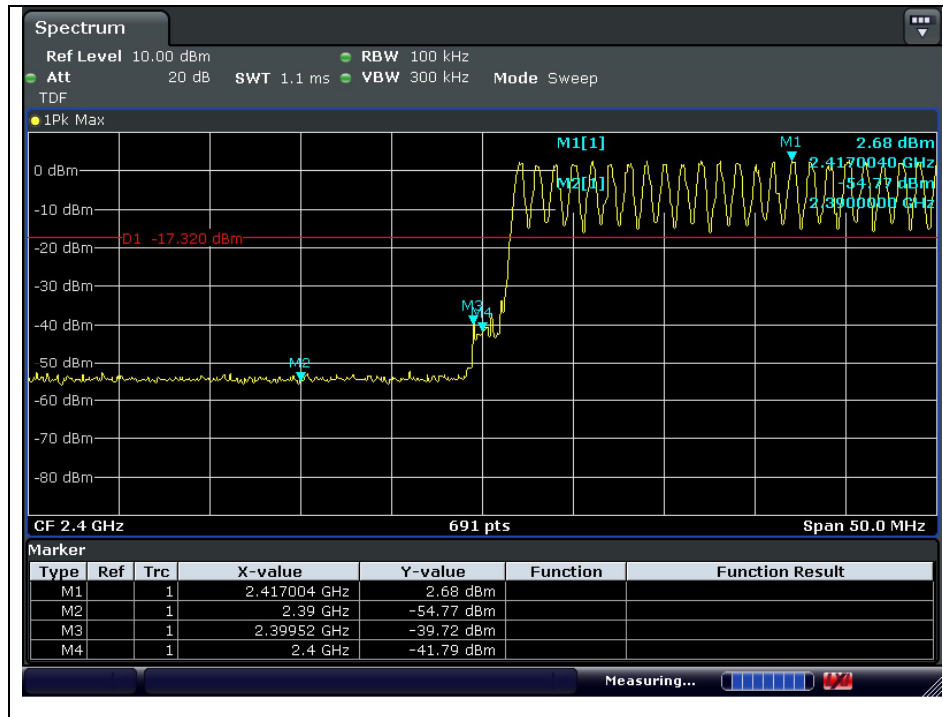 Spectrum
Ref Level 10.00 dBm RBW 100 kHz
Att 20 dB SWT 1.1 ms VBW 300 kHz Mode Sweep
TDF
1Pk Max
M1[1] 2.68 dBm
2.4170040 GHz
M2[1] -54.77 dBm
2.3900000 GHz
M1
0 dBm
-10 dBm
D1 -17.320 dBm
-20 dBm
-30 dBm
M3
M4
-40 dBm
-50 dBm
M2
-60 dBm
-70 dBm
-80 dBm
CF 2.4 GHz 691 pts Span 50.0 MHz
Marker
Type Ref Trc X-value Y-value Function Function Result
M1 1 2.417004 GHz 2.68 dBm
M2 1 2.39 GHz -54.77 dBm
M3 1 2.39952 GHz -39.72 dBm
M4 1 2.4 GHz -41.79 dBm
Measuring...